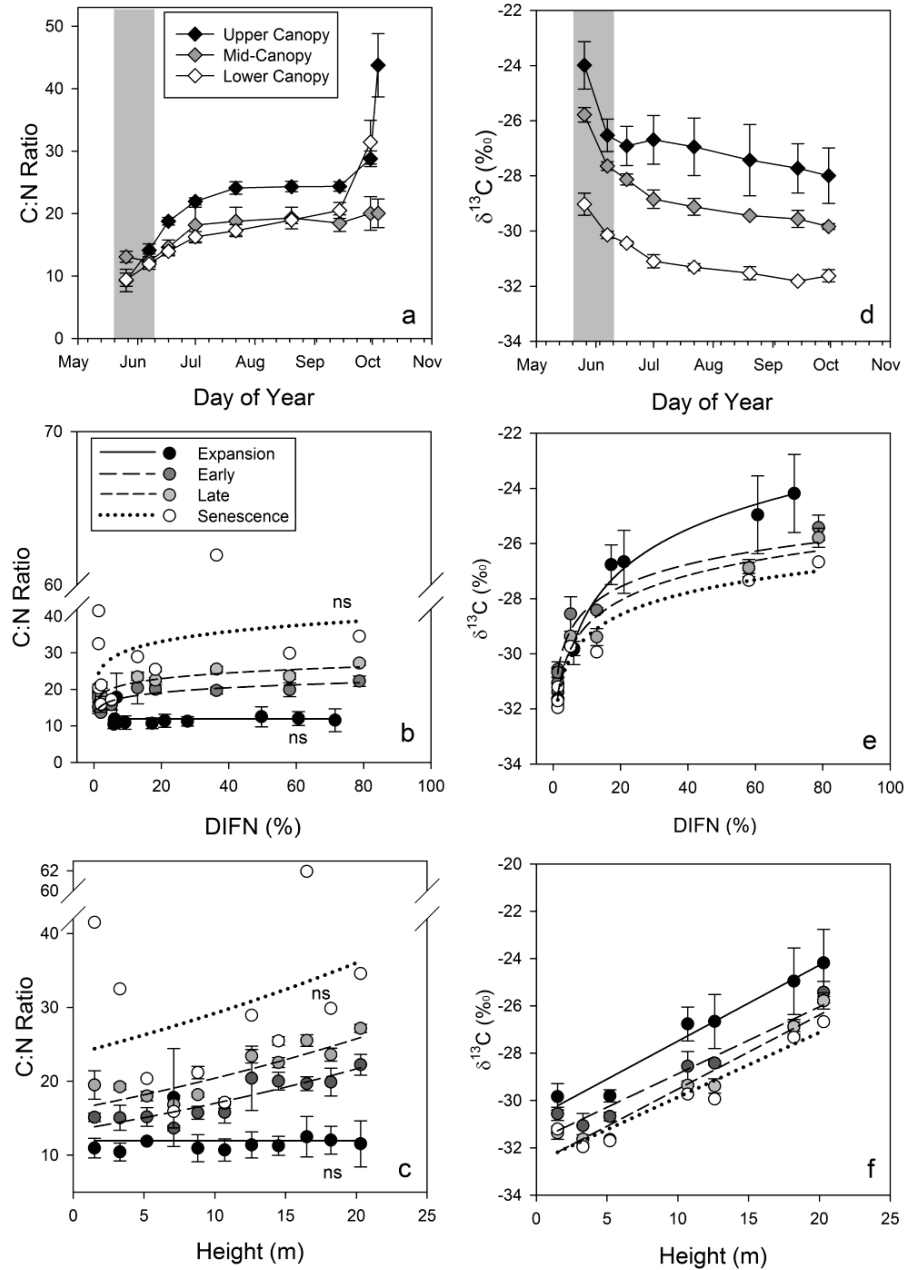 50
40
30
20
10
0
C:N Ratio
Upper Canopy
Mid-Canopy
Lower Canopy
a
May Jun Jul Aug Sep Oct Nov
Day of Year
-22
-24
-26
-28
-30
-32
-34
δ13C (‰)
d
May Jun Jul Aug Sep Oct Nov
Day of Year
70
60
40
30
20
10
0
C:N Ratio
Expansion
Early
Late
Senescence
ns
ns
b
0 20 40 60 80 100
DIFN (%)
-22
-24
-26
-28
-30
-32
-34
δ13C (‰)
e
0 20 40 60 80 100
DIFN (%)
62
60
40
30
20
10
C:N Ratio
ns
ns
c
0 5 10 15 20 25
Height (m)
-20
-22
-24
-26
-28
-30
-32
-34
δ13C (‰)
f
0 5 10 15 20 25
Height (m)